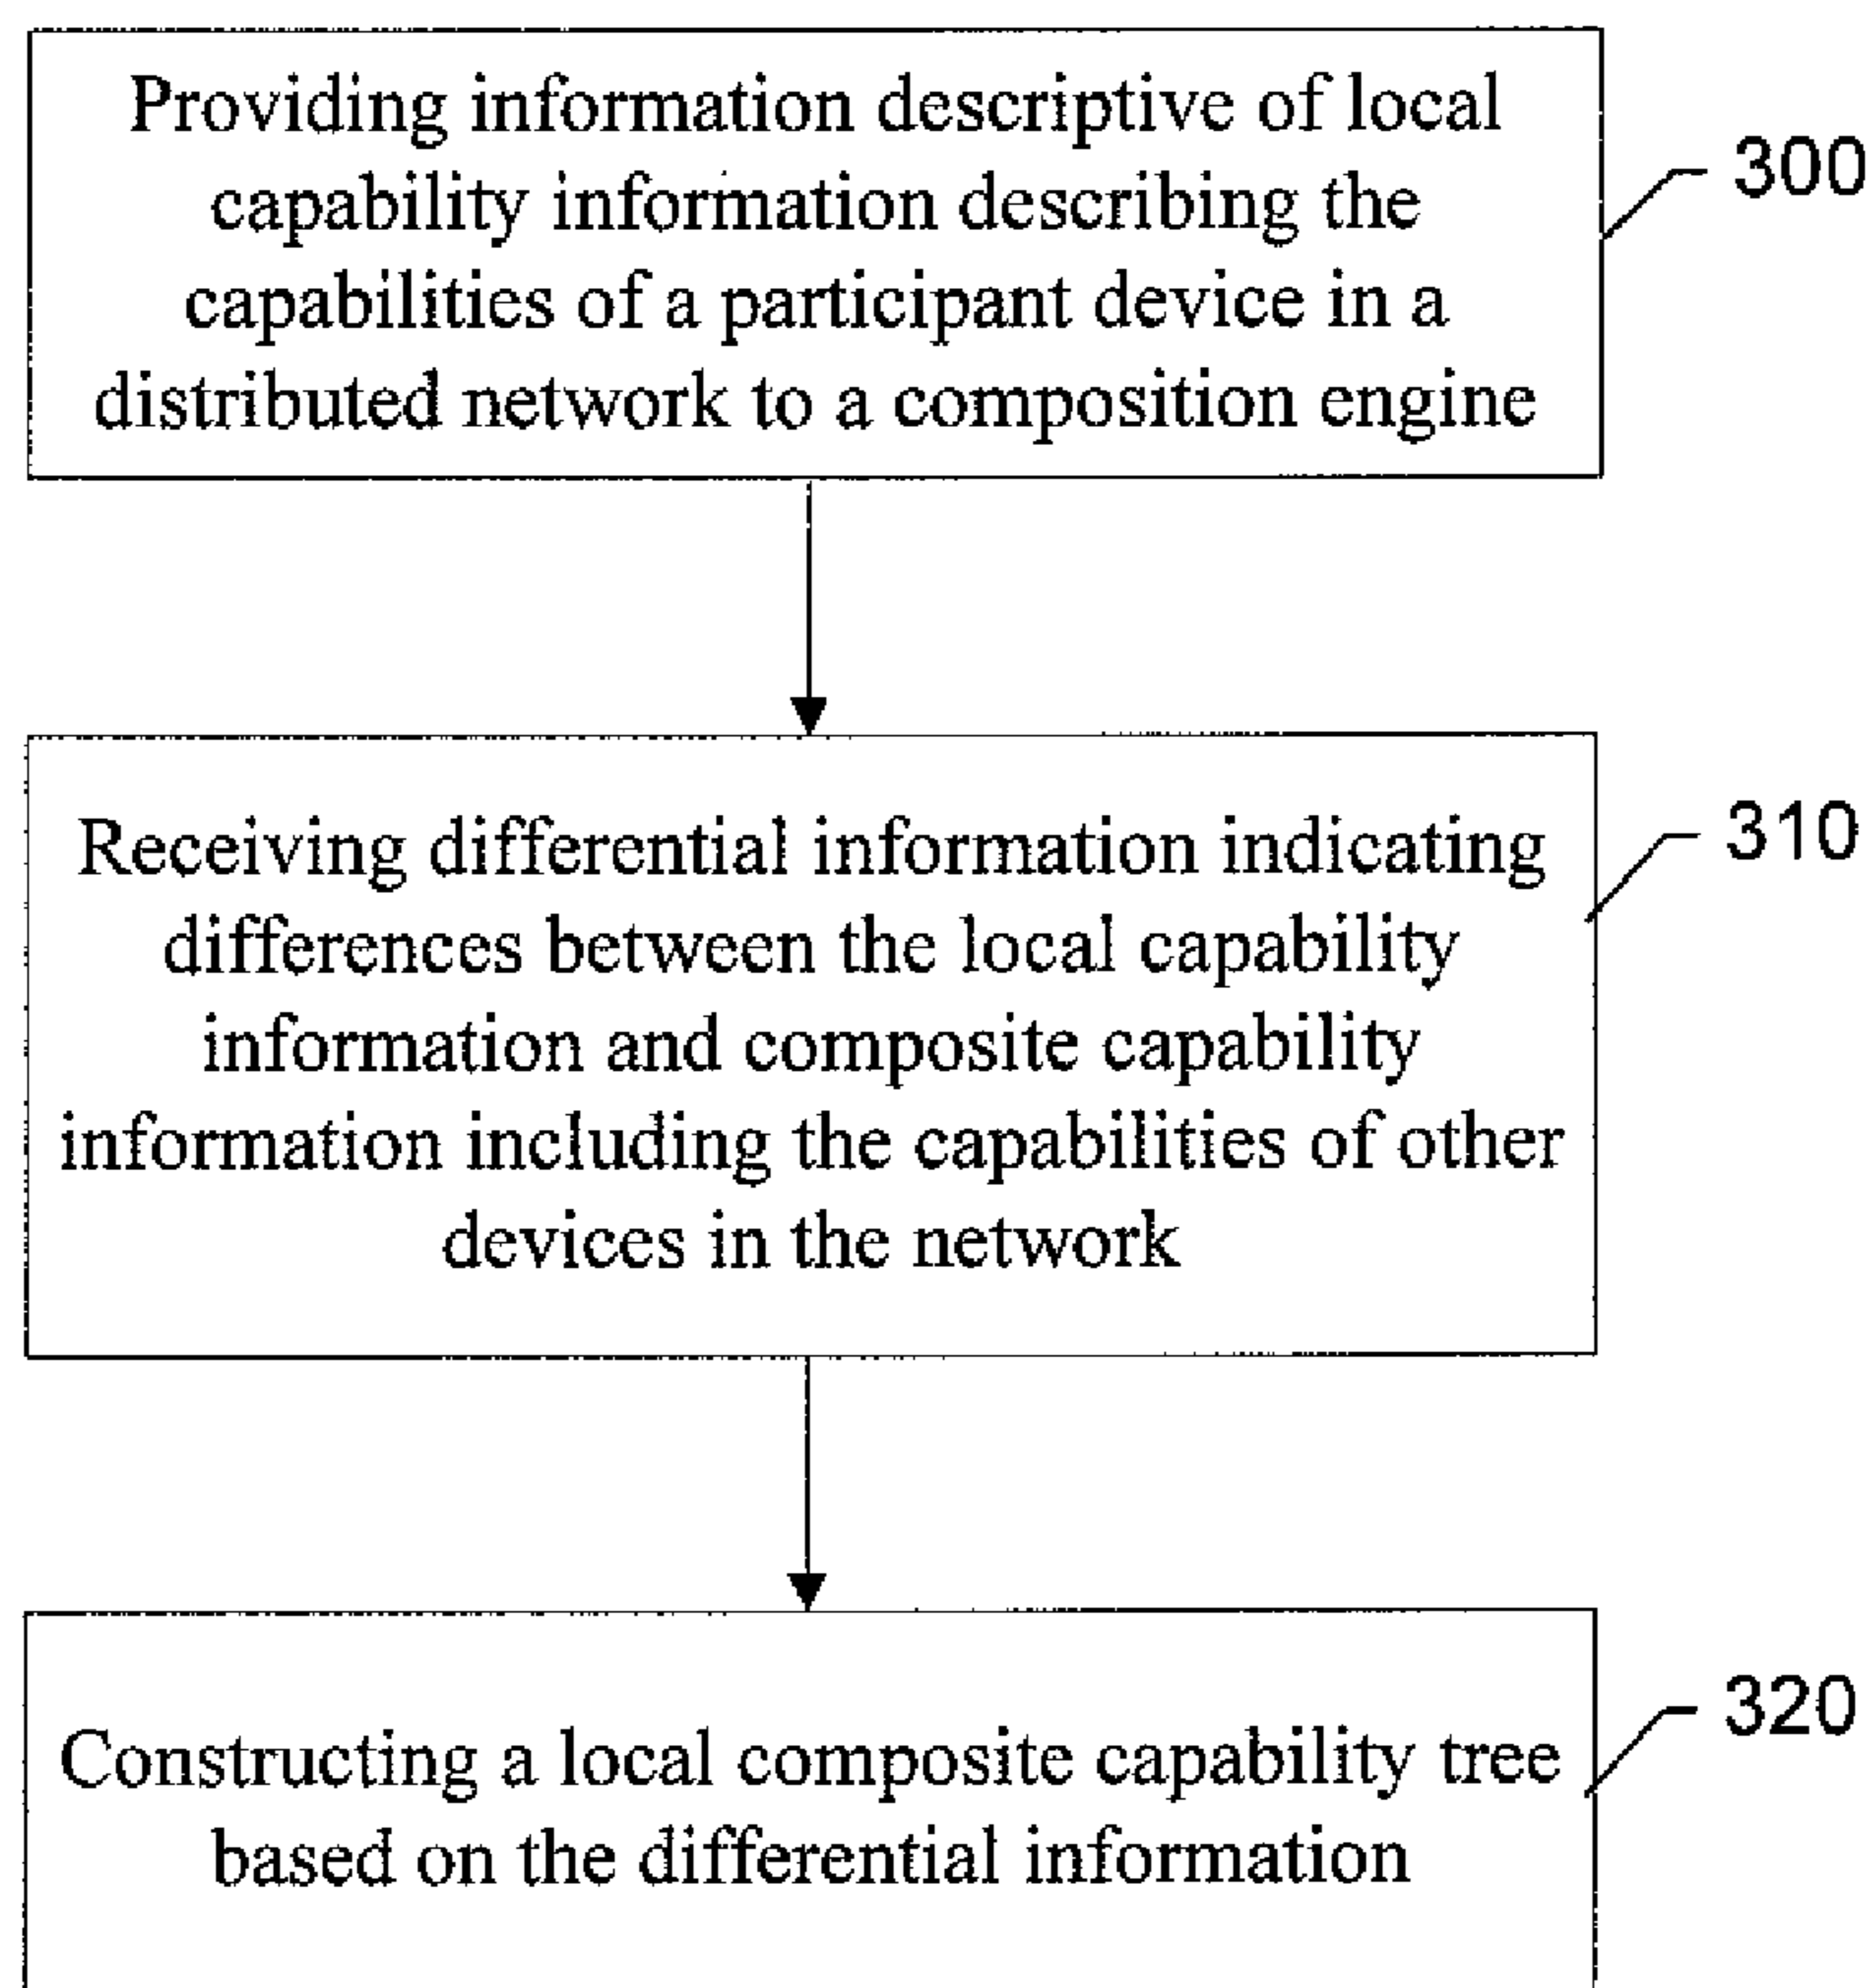 Providing information descriptive of local
capability information describing the
capabilities of a participant device in a
distributed network to a composition engine
300
Receiving differential information indicating
differences between the local capability
information and composite capability
information including the capabilities of other
devices in the network
310
Constructing a local composite capability tree
based on the differential information
320